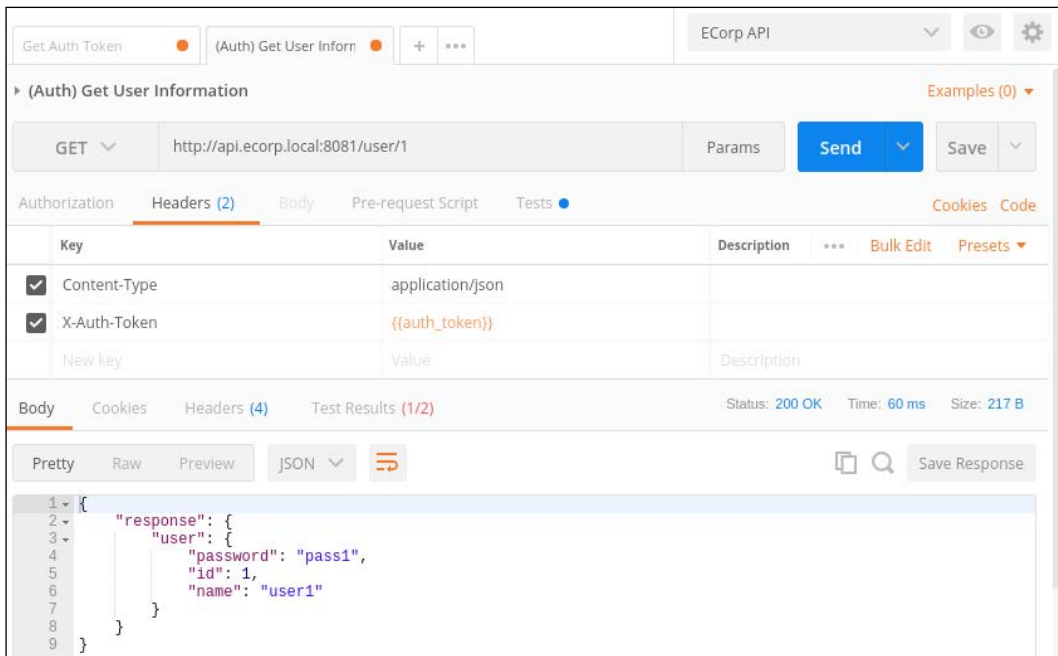 Get Auth Token (Auth) Get User Inforn + ••• ECorp API
(Auth) Get User Information Examples (0)
GET http://api.ecorp.local:8081/user/1 Params Send Save
Authorization Headers (2) Body Pre-request Script Tests Cookies Code
Key Value Description ••• Bulk Edit Presets
Content-Type application/json
X-Auth-Token {{auth_token}}
New key Value Description
Body Cookies Headers (4) Test Results (1/2) Status: 200 OK Time: 60 ms Size: 217 B
Pretty Raw Preview JSON Save Response
1 {
2 "response": {
3 "user": {
4 "password": "pass1",
5 "id": 1,
6 "name": "user1"
7 }
8 }
9 }